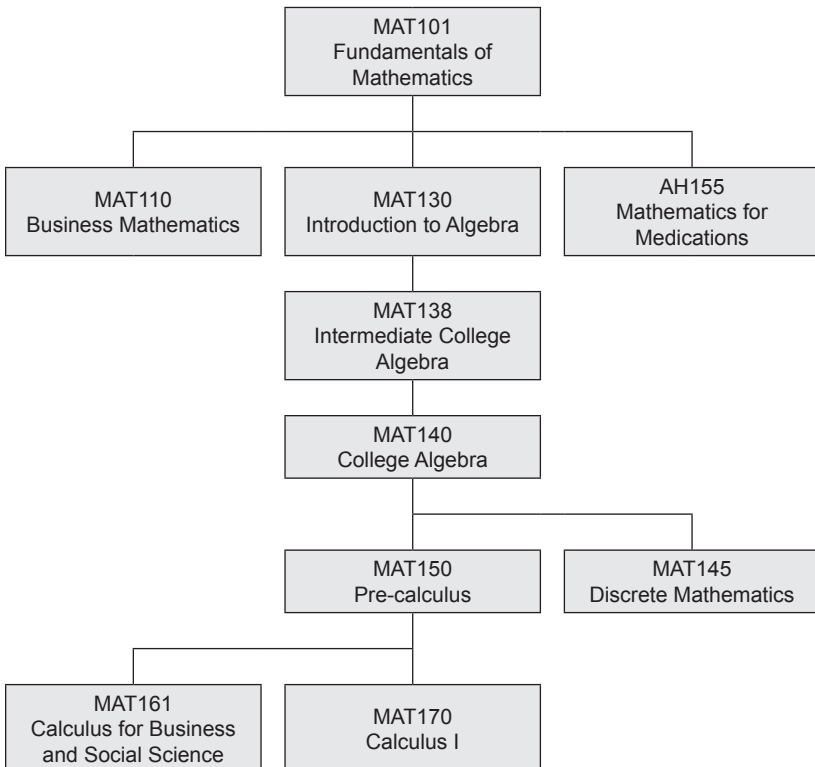 MAT101
Fundamentals of
Mathematics
MAT110
Business Mathematics
MAT130
Introduction to Algebra
AH155
Mathematics for
Medications
MAT138
Intermediate College
Algebra
MAT140
College Algebra
MAT150
Pre-calculus
MAT145
Discrete Mathematics
MAT161
Calculus for Business
and Social Science
MAT170
Calculus I